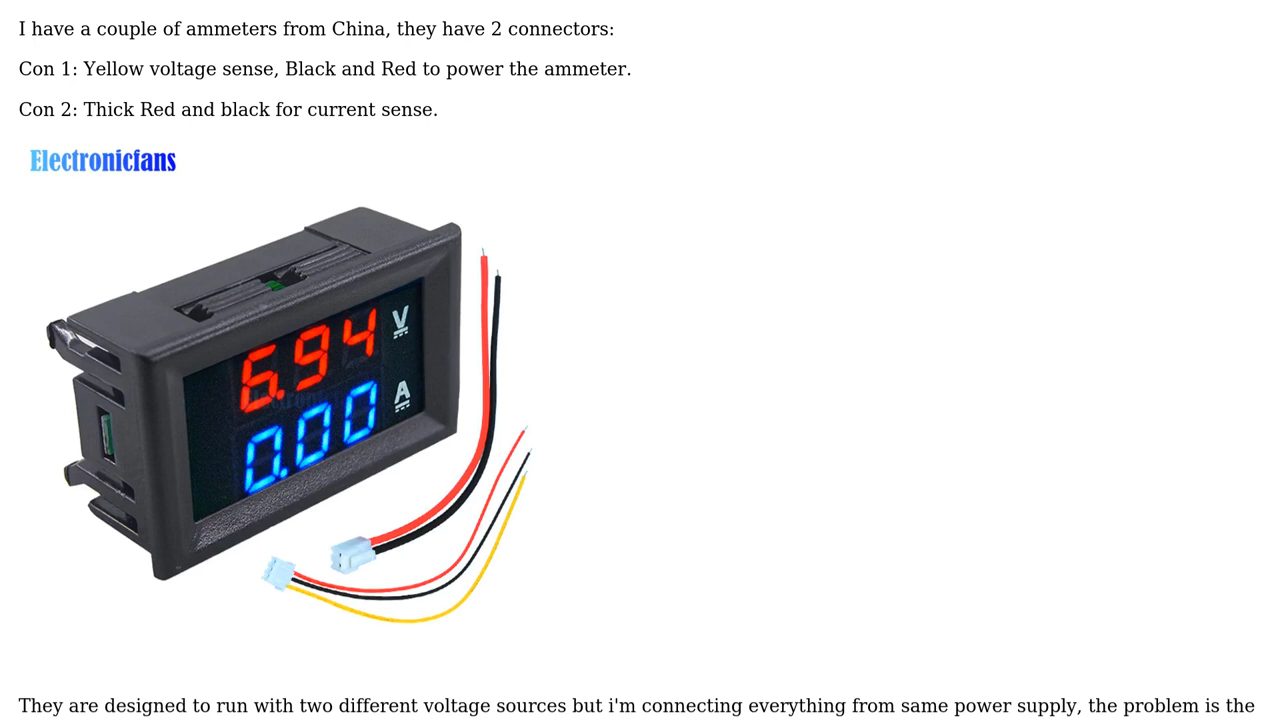 I have a couple of ammeters from China, they have 2 connectors:
Con 1: Yellow voltage sense, Black and Red to power the ammeter.
Con 2: Thick Red and black for current sense.
Electronicfans
6.94 V
0.00 A
They are designed to run with two different voltage sources but i'm connecting everything from same power supply, the problem is the